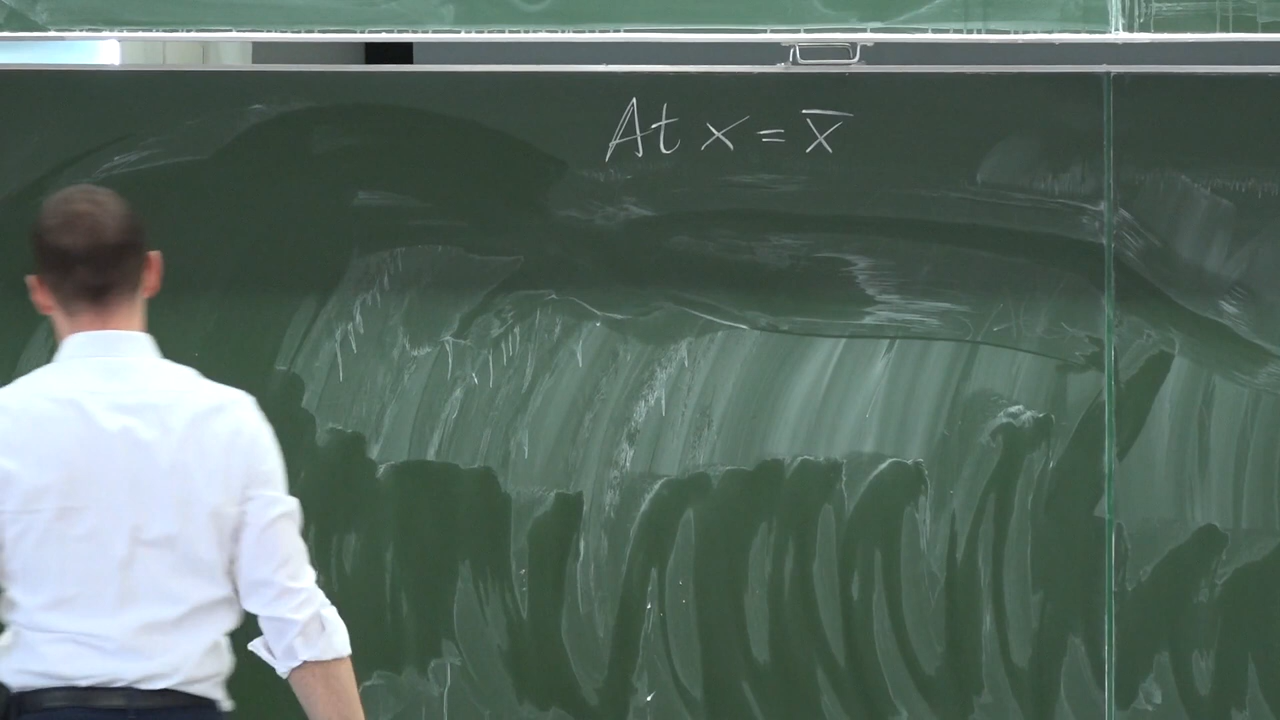 At x = x̅